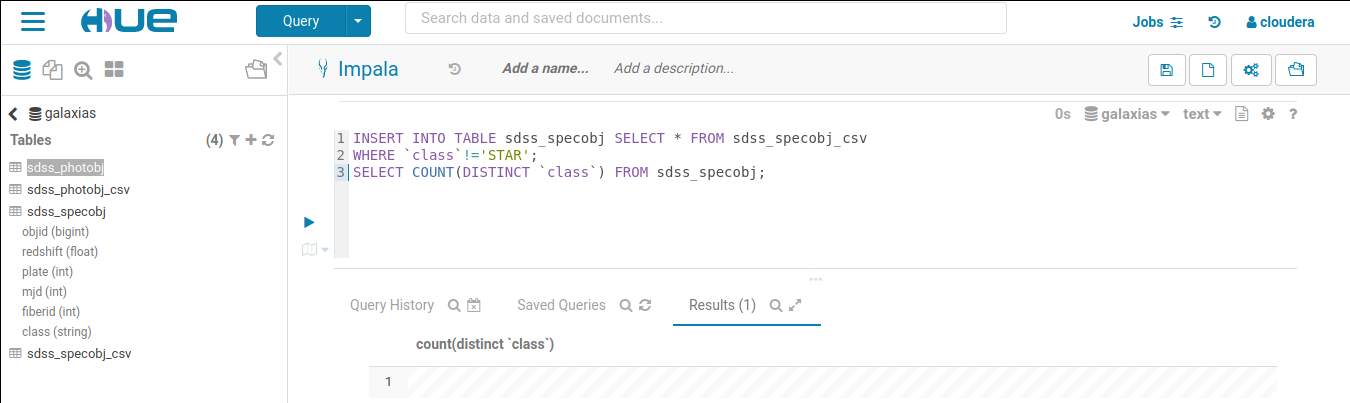 HUE
Query
Search data and saved documents...
Jobs
cloudera
Impala
Add a name...
Add a description...
galaxias
Tables
(4)
sdss_photobj
sdss_photobj_csv
sdss_specobj
objid (bigint)
redshift (float)
plate (int)
mjd (int)
fiberid (int)
class (string)
sdss_specobj_csv
0s
galaxias
text
?
1 INSERT INTO TABLE sdss_specobj SELECT * FROM sdss_specobj_csv
2 WHERE `class`!='STAR';
3 SELECT COUNT(DISTINCT `class`) FROM sdss_specobj;
Query History
Saved Queries
Results (1)
count(distinct `class`)
1